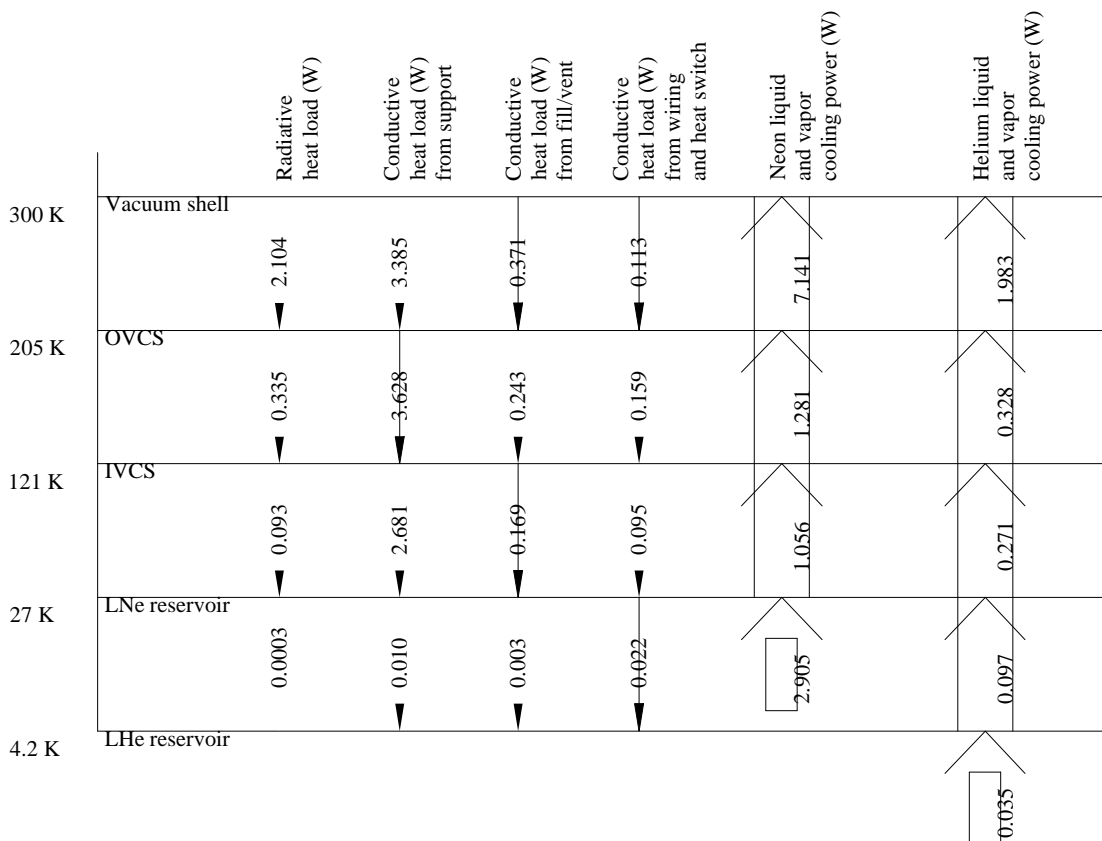 Radiative
heat load (W)
Conductive
heat load (W)
from support
Conductive
heat load (W)
from fill/vent
Conductive
heat load (W)
from wiring
and heat switch
Neon liquid
and vapor
cooling power (W)
Helium liquid
and vapor
cooling power (W)
300 K
Vacuum shell
2.104
3.385
0.371
0.113
7.141
1.983
205 K
OVCS
0.335
3.628
0.243
0.159
1.281
0.328
121 K
IVCS
0.093
2.681
0.169
0.095
1.056
0.271
27 K
LNe reservoir
0.0003
0.010
0.003
0.022
2.905
0.097
4.2 K
LHe reservoir
0.035